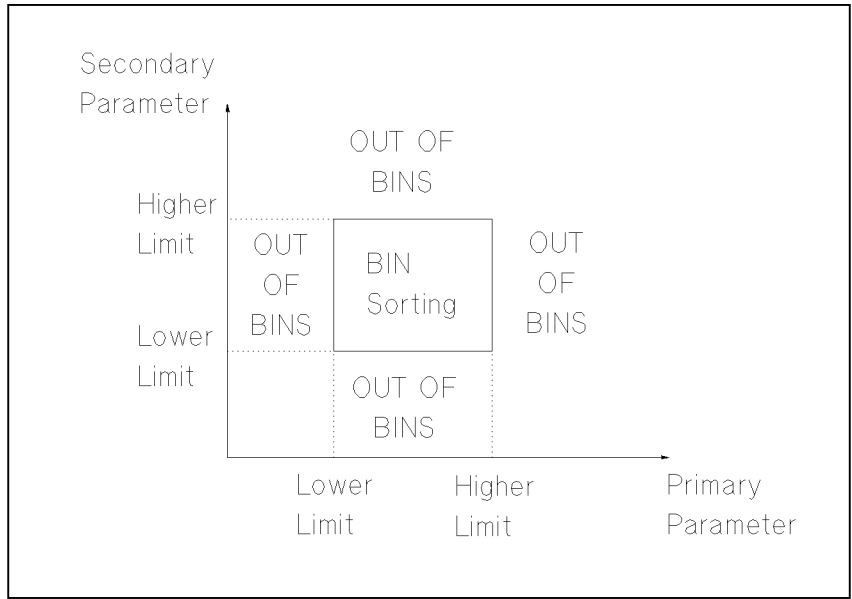 Secondary
Parameter
OUT OF
BINS
Higher
Limit
OUT
OF
BINS
BIN
Sorting
OUT
OF
BINS
Lower
Limit
OUT OF
BINS
Lower
Limit
Higher
Limit
Primary
Parameter